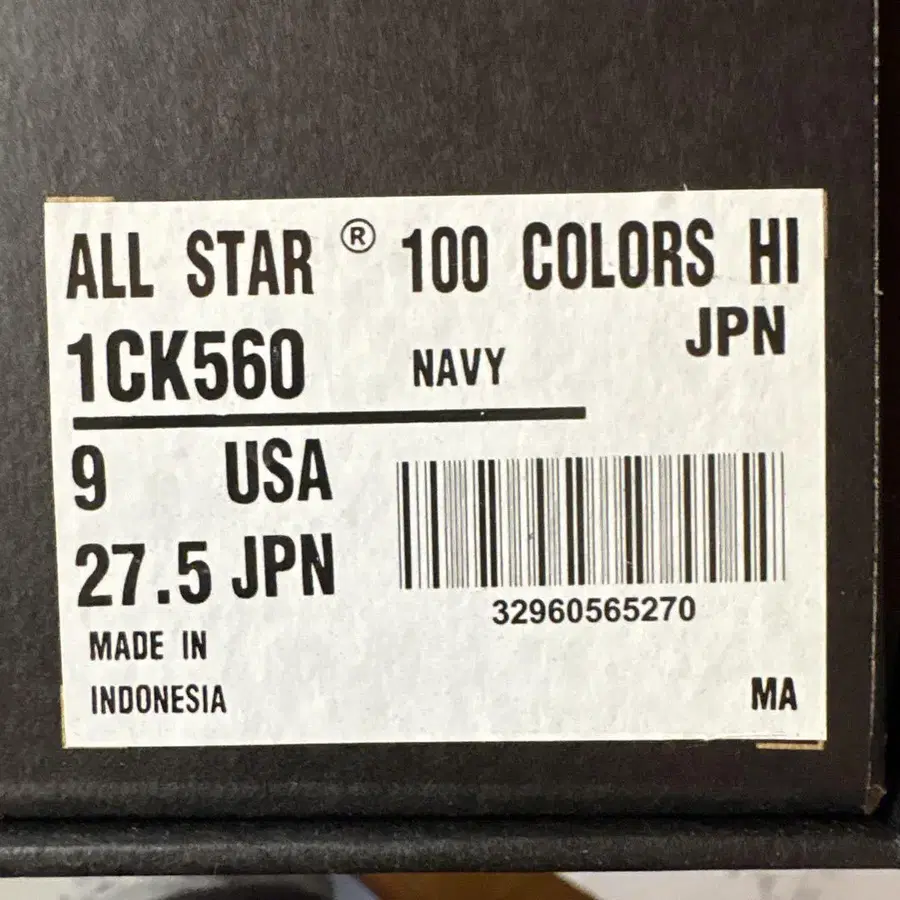 ALL STAR ® 100 COLORS HI
JPN
1CK560 NAVY
9 USA
27.5 JPN
32960565270
MADE IN
INDONESIA
MA